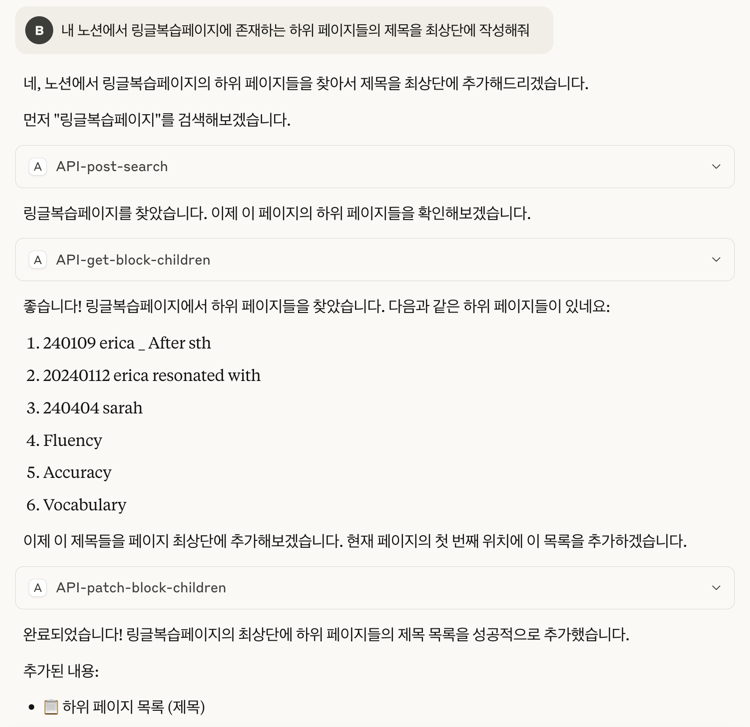 B 내 노션에서 링글복습페이지에 존재하는 하위 페이지들의 제목을 최상단에 작성해줘
네, 노션에서 링글복습페이지의 하위 페이지들을 찾아서 제목을 최상단에 추가해드리겠습니다.
먼저 "링글복습페이지"를 검색해보겠습니다.
A API-post-search
링글복습페이지를 찾았습니다. 이제 이 페이지의 하위 페이지들을 확인해보겠습니다.
A API-get-block-children
좋습니다! 링글복습페이지에서 하위 페이지들을 찾았습니다. 다음과 같은 하위 페이지들이 있네요:
1. 240109 erica _ After sth
2. 20240112 erica resonated with
3. 240404 sarah
4. Fluency
5. Accuracy
6. Vocabulary
이제 이 제목들을 페이지 최상단에 추가해보겠습니다. 현재 페이지의 첫 번째 위치에 이 목록을 추가하겠습니다.
A API-patch-block-children
완료되었습니다! 링글복습페이지의 최상단에 하위 페이지들의 제목 목록을 성공적으로 추가했습니다.
추가된 내용:
• 📋 하위 페이지 목록 (제목)